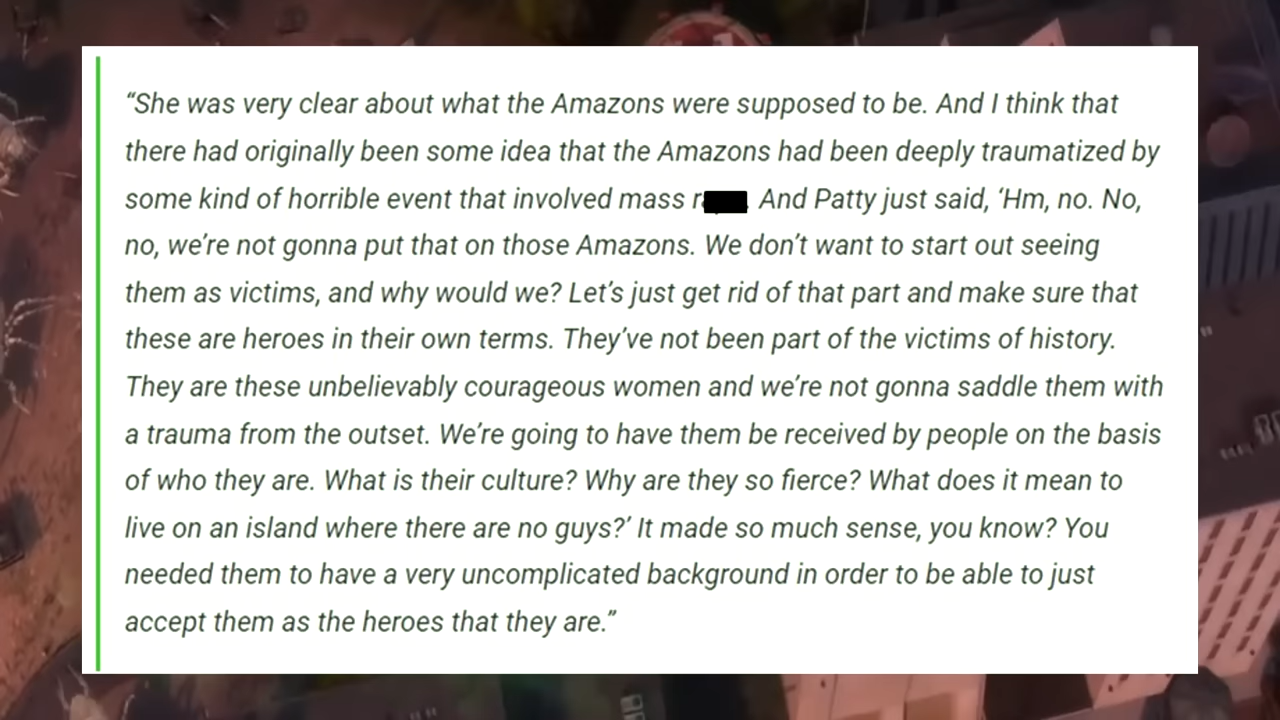 “She was very clear about what the Amazons were supposed to be. And I think that
there had originally been some idea that the Amazons had been deeply traumatized by
some kind of horrible event that involved mass r . And Patty just said, ‘Hm, no. No,
no, we’re not gonna put that on those Amazons. We don’t want to start out seeing
them as victims, and why would we? Let’s just get rid of that part and make sure that
these are heroes in their own terms. They’ve not been part of the victims of history.
They are these unbelievably courageous women and we’re not gonna saddle them with
a trauma from the outset. We’re going to have them be received by people on the basis
of who they are. What is their culture? Why are they so fierce? What does it mean to
live on an island where there are no guys?’ It made so much sense, you know? You
needed them to have a very uncomplicated background in order to be able to just
accept them as the heroes that they are.”